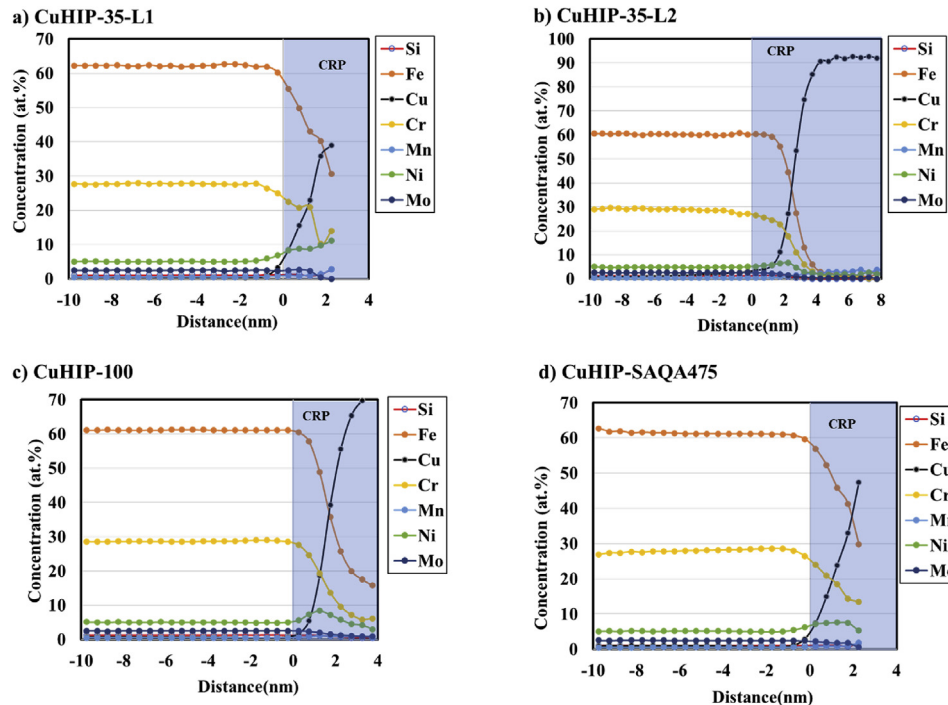 a) CuHIP-35-L1
70
60
50
40
30
20
10
0
-10 -8 -6 -4 -2 0 2 4
Concentration (at.%)
Distance(nm)
CRP
Si
Fe
Cu
Cr
Mn
Ni
Mo
b) CuHIP-35-L2
100
90
80
70
60
50
40
30
20
10
0
-10 -8 -6 -4 -2 0 2 4 6 8
Concentration (at.%)
Distance(nm)
CRP
Si
Fe
Cu
Cr
Mn
Ni
Mo
c) CuHIP-100
70
60
50
40
30
20
10
0
-10 -8 -6 -4 -2 0 2 4
Concentration (at.%)
Distance(nm)
CRP
Si
Fe
Cu
Cr
Mn
Ni
Mo
d) CuHIP-SAQA475
70
60
50
40
30
20
10
0
-10 -8 -6 -4 -2 0 2 4
Concentration (at.%)
Distance(nm)
CRP
Si
Fe
Cu
Cr
Ni